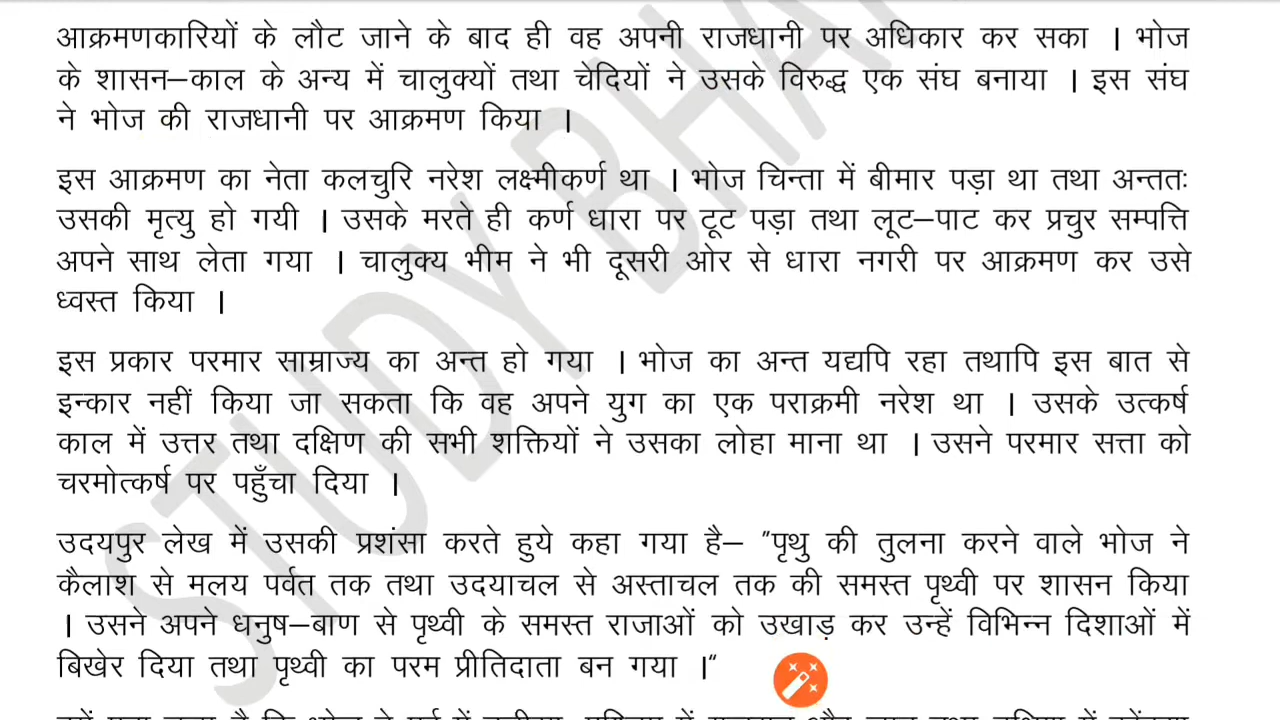 आक्रमणकारियों के लौट जाने के बाद ही वह अपनी राजधानी पर अधिकार कर सका । भोज
के शासन–काल के अन्य में चालुक्यों तथा चेदियों ने उसके विरुद्ध एक संघ बनाया । इस संघ
ने भोज की राजधानी पर आक्रमण किया ।
इस आक्रमण का नेता कलचुरि नरेश लक्ष्मीकर्ण था । भोज चिन्ता में बीमार पड़ा था तथा अन्ततः
उसकी मृत्यु हो गयी । उसके मरते ही कर्ण धारा पर टूट पड़ा तथा लूट–पाट कर प्रचुर सम्पत्ति
अपने साथ लेता गया । चालुक्य भीम ने भी दूसरी ओर से धारा नगरी पर आक्रमण कर उसे
ध्वस्त किया ।
इस प्रकार परमार साम्राज्य का अन्त हो गया । भोज का अन्त यद्यपि रहा तथापि इस बात से
इन्कार नहीं किया जा सकता कि वह अपने युग का एक पराक्रमी नरेश था । उसके उत्कर्ष
काल में उत्तर तथा दक्षिण की सभी शक्तियों ने उसका लोहा माना था । उसने परमार सत्ता को
चरमोत्कर्ष पर पहुँचा दिया ।
उदयपुर लेख में उसकी प्रशंसा करते हुये कहा गया है– "पृथु की तुलना करने वाले भोज ने
कैलाश से मलय पर्वत तक तथा उदयाचल से अस्ताचल तक की समस्त पृथ्वी पर शासन किया
। उसने अपने धनुष–बाण से पृथ्वी के समस्त राजाओं को उखाड़ कर उन्हें विभिन्न दिशाओं में
बिखेर दिया तथा पृथ्वी का परम प्रीतिदाता बन गया ।"
STUDY BHA